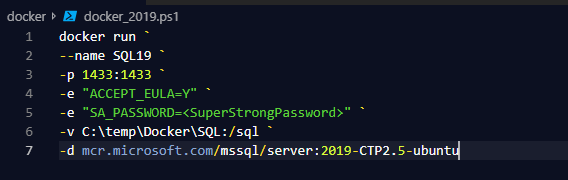 docker > docker_2019.ps1
1 docker run `
2 --name SQL19 `
3 -p 1433:1433 `
4 -e "ACCEPT_EULA=Y" `
5 -e "SA_PASSWORD=<SuperStrongPassword>" `
6 -v C:\temp\Docker\SQL:/sql `
7 -d mcr.microsoft.com/mssql/server:2019-CTP2.5-ubuntu